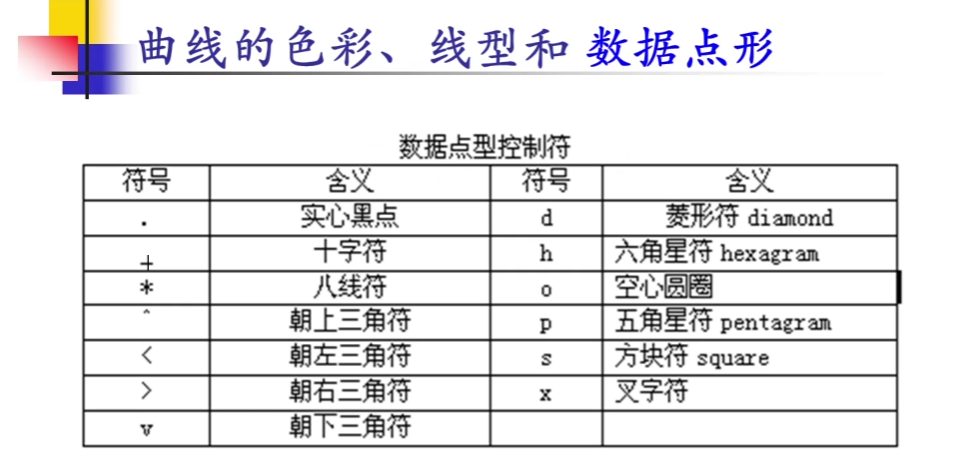 曲线的色彩、线型和 数据点形
数据点型控制符
符号 含义 符号 含义
. 实心黑点 d 菱形符 diamond
+ 十字符 h 六角星符 hexagram
* 八线符 o 空心圆圈
^ 朝上三角符 p 五角星符 pentagram
< 朝左三角符 s 方块符 square
> 朝右三角符 x 叉字符
v 朝下三角符